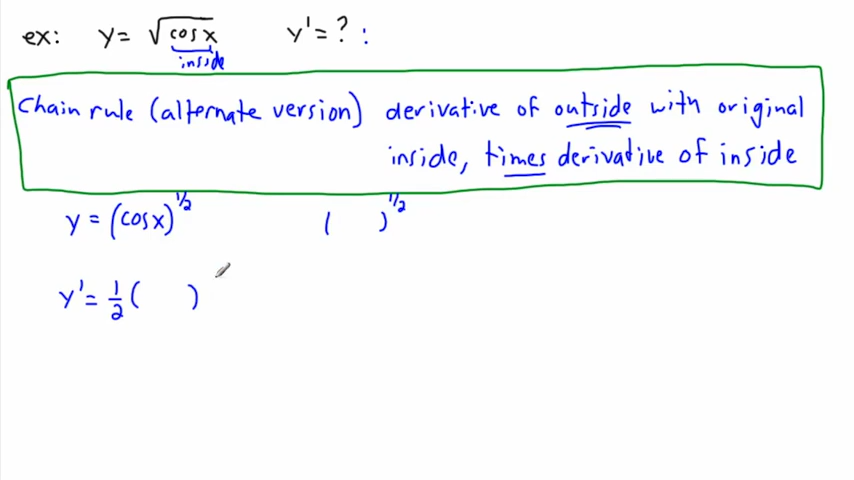 ex: y = √cos x y' = ? :
inside
Chain rule (alternate version) derivative of outside with original
inside, times derivative of inside
y = (cos x)^1/2 ( )^1/2
y' = 1/2 ( )